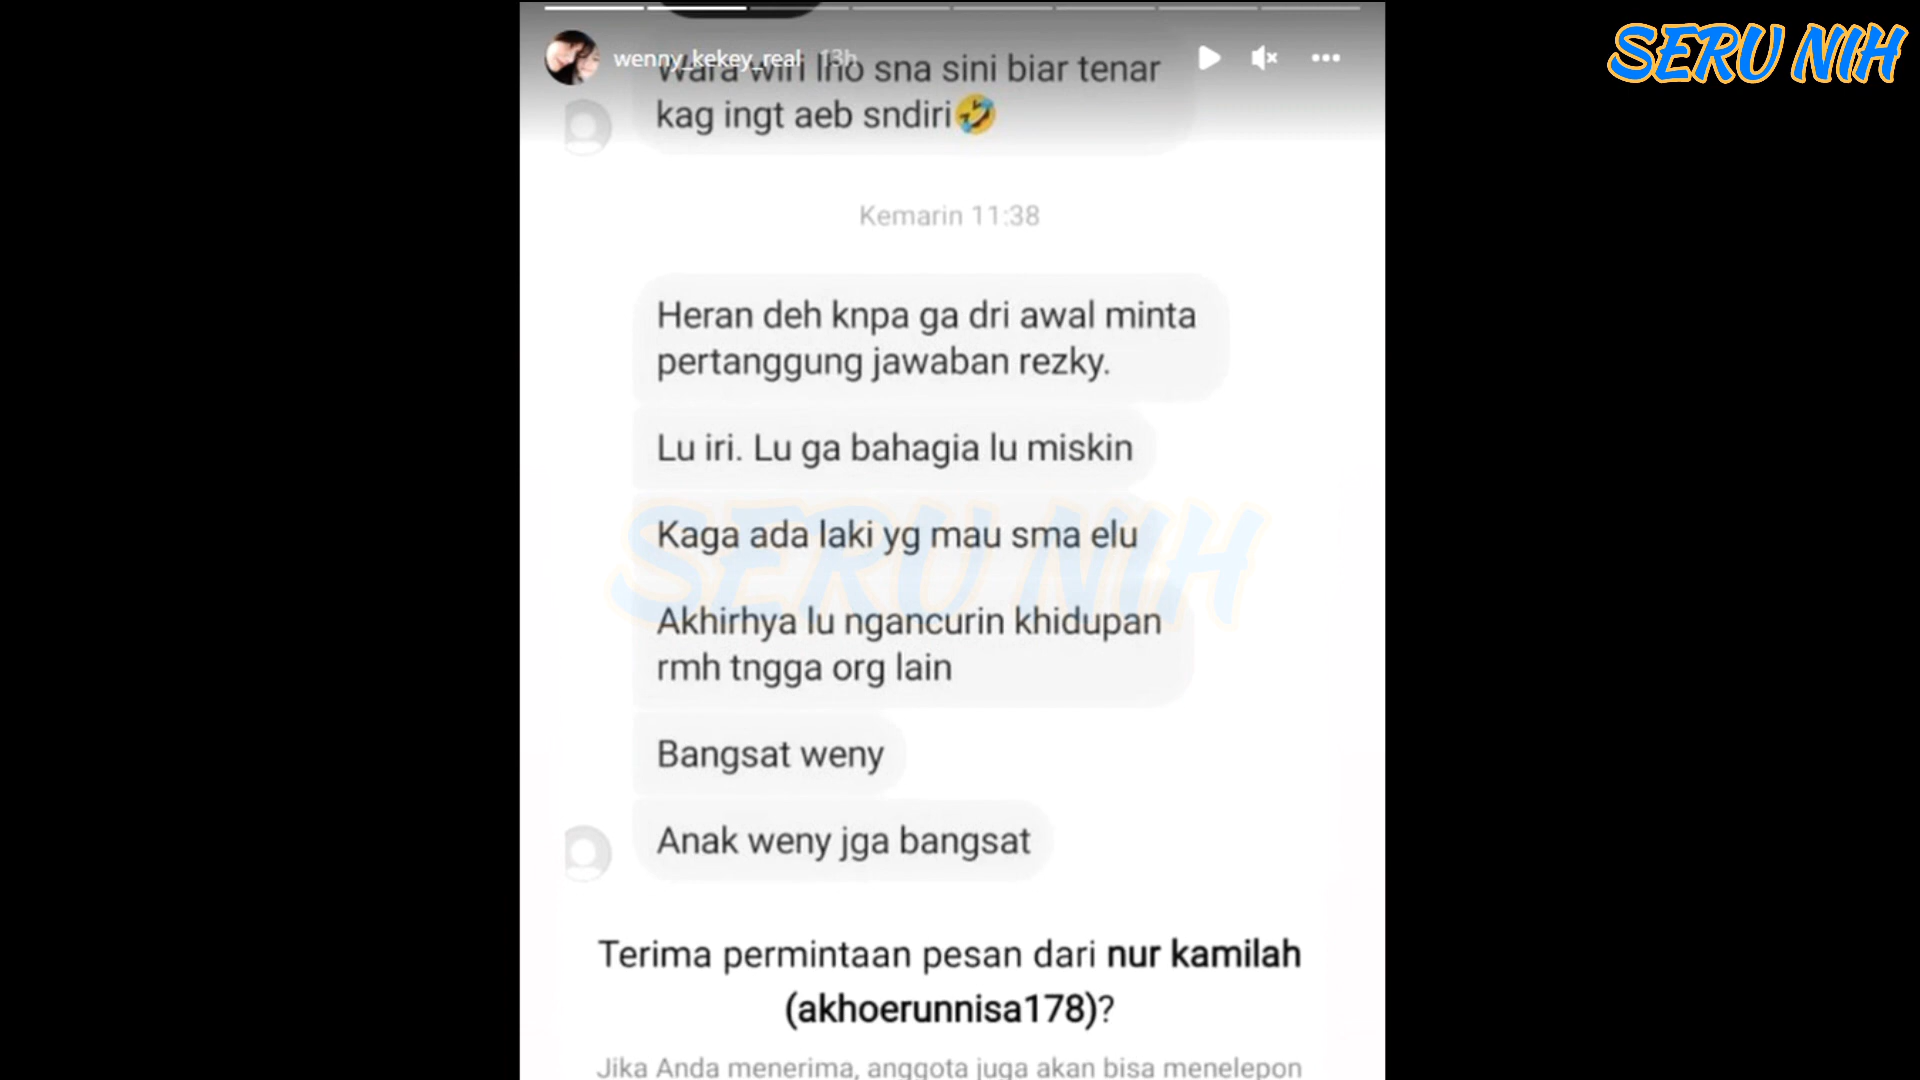 SERU NIH
wenny_kekey_real 13h
Wara wiri lho sna sini biar tenar
kag ingt aeb sndiri🤣
Kemarin 11:38
Heran deh knpa ga dri awal minta
pertanggung jawaban rezky.
Lu iri. Lu ga bahagia lu miskin
Kaga ada laki yg mau sma elu
SERU NIH
Akhirhya lu ngancurin khidupan
rmh tngga org lain
Bangsat weny
Anak weny jga bangsat
Terima permintaan pesan dari nur kamilah
(akhoerunnisa178)?
Jika Anda menerima, anggota juga akan bisa menelepon